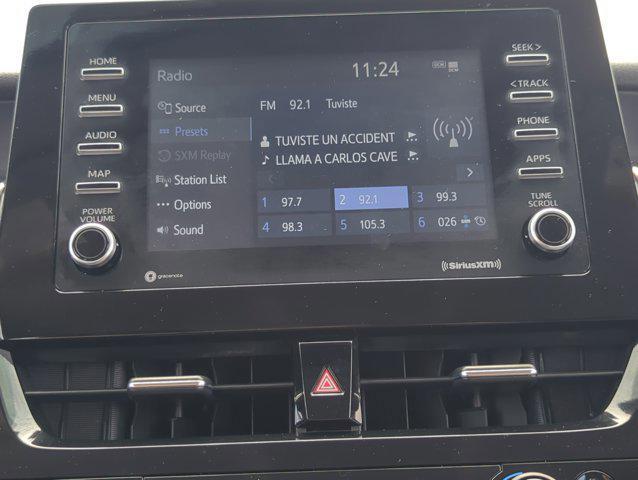 HOME
MENU
AUDIO
MAP
POWER
VOLUME
Radio
11:24
DCM
Source
Presets
SXM Replay
Station List
Options
Sound
FM 92.1 Tuviste
TUVISTE UN ACCIDENT
LLAMA A CARLOS CAVE
1 97.7
2 92.1
3 99.3
4 98.3
5 105.3
6 026
SEEK >
< TRACK
PHONE
APPS
TUNE
SCROLL
gracenote
SiriusXM